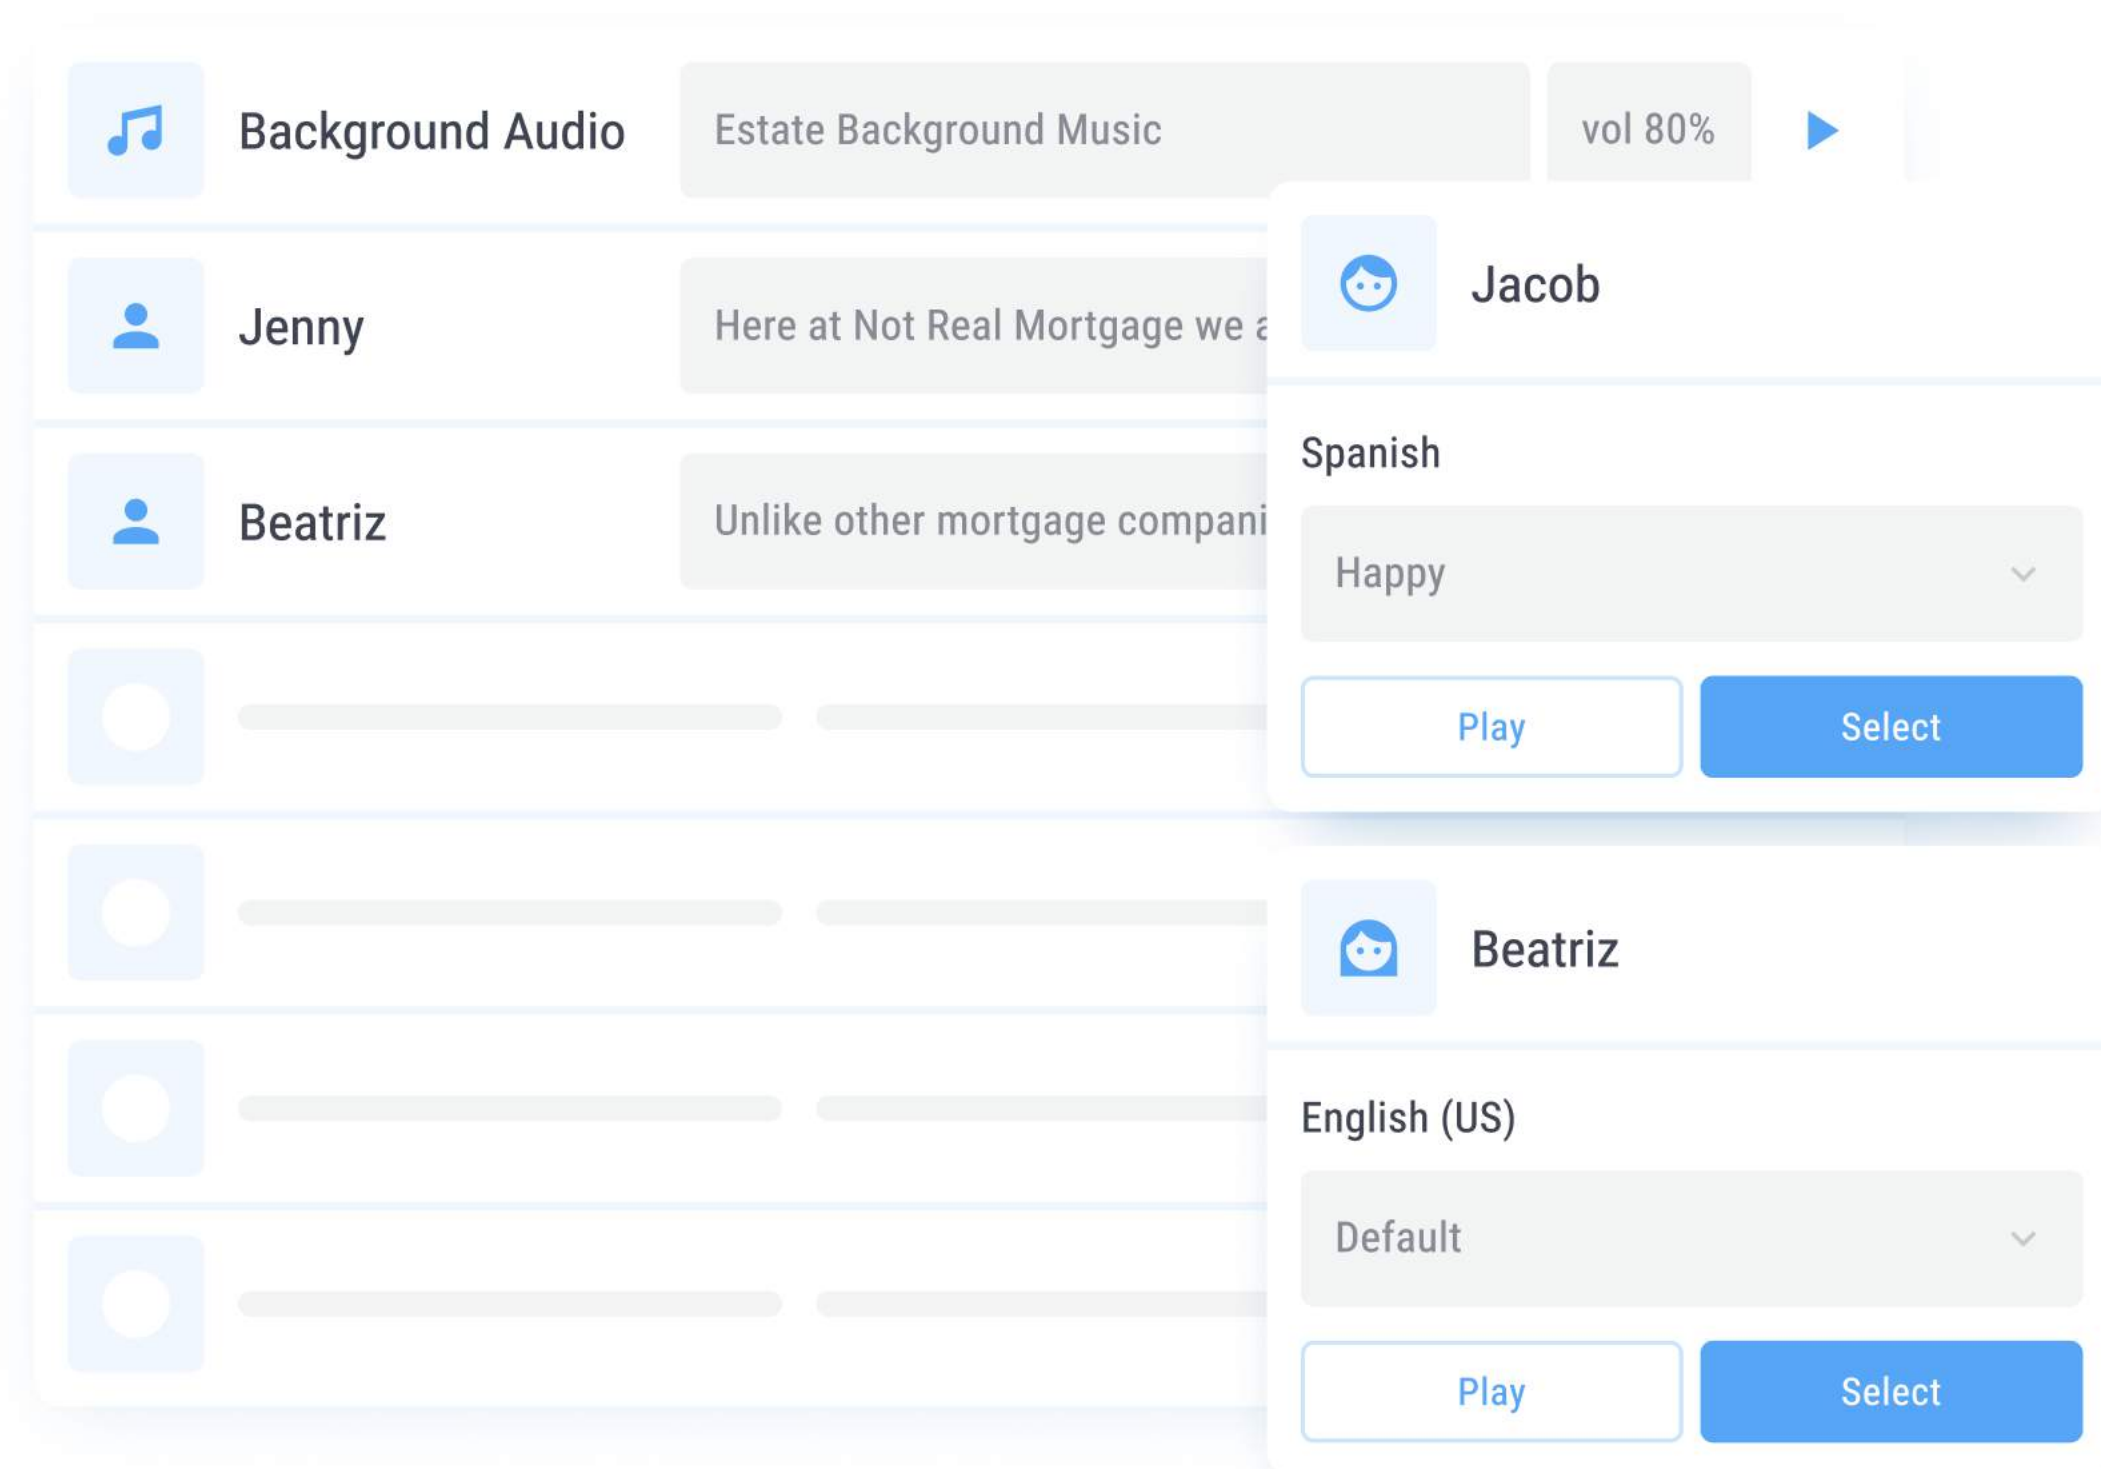 Background Audio
Estate Background Music
vol 80%
Jenny
Here at Not Real Mortgage we
Beatriz
Unlike other mortgage compani
Jacob
Spanish
Happy
Play
Select
Beatriz
English (US)
Default
Play
Select